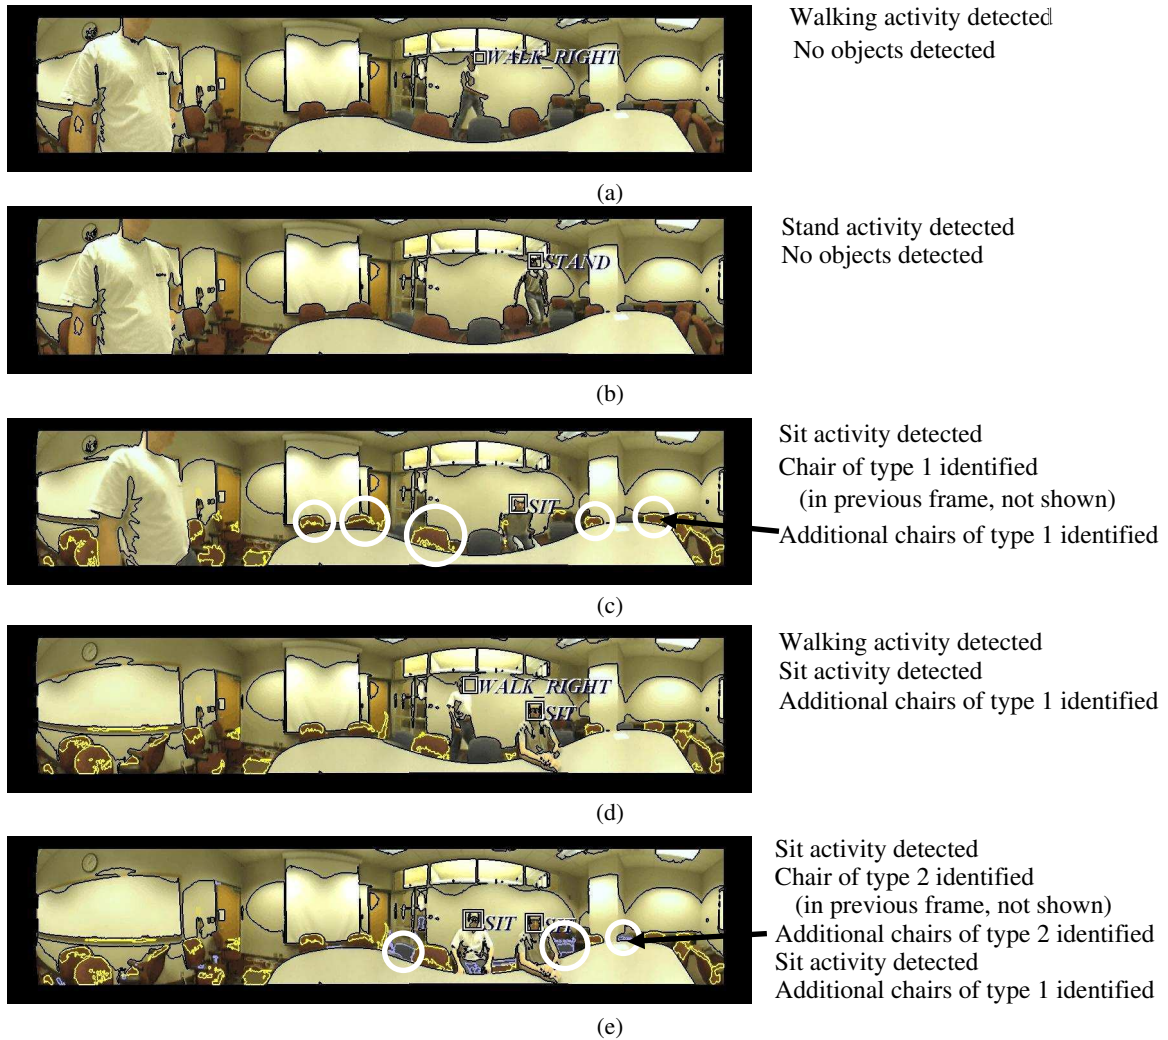 WALK_RIGHT
Walking activity detected
No objects detected
(a)
STAND
Stand activity detected
No objects detected
(b)
SIT
Sit activity detected
Chair of type 1 identified
(in previous frame, not shown)
Additional chairs of type 1 identified
(c)
WALK_RIGHT
SIT
Walking activity detected
Sit activity detected
Additional chairs of type 1 identified
(d)
SIT
SIT
Sit activity detected
Chair of type 2 identified
(in previous frame, not shown)
Additional chairs of type 2 identified
Sit activity detected
Additional chairs of type 1 identified
(e)